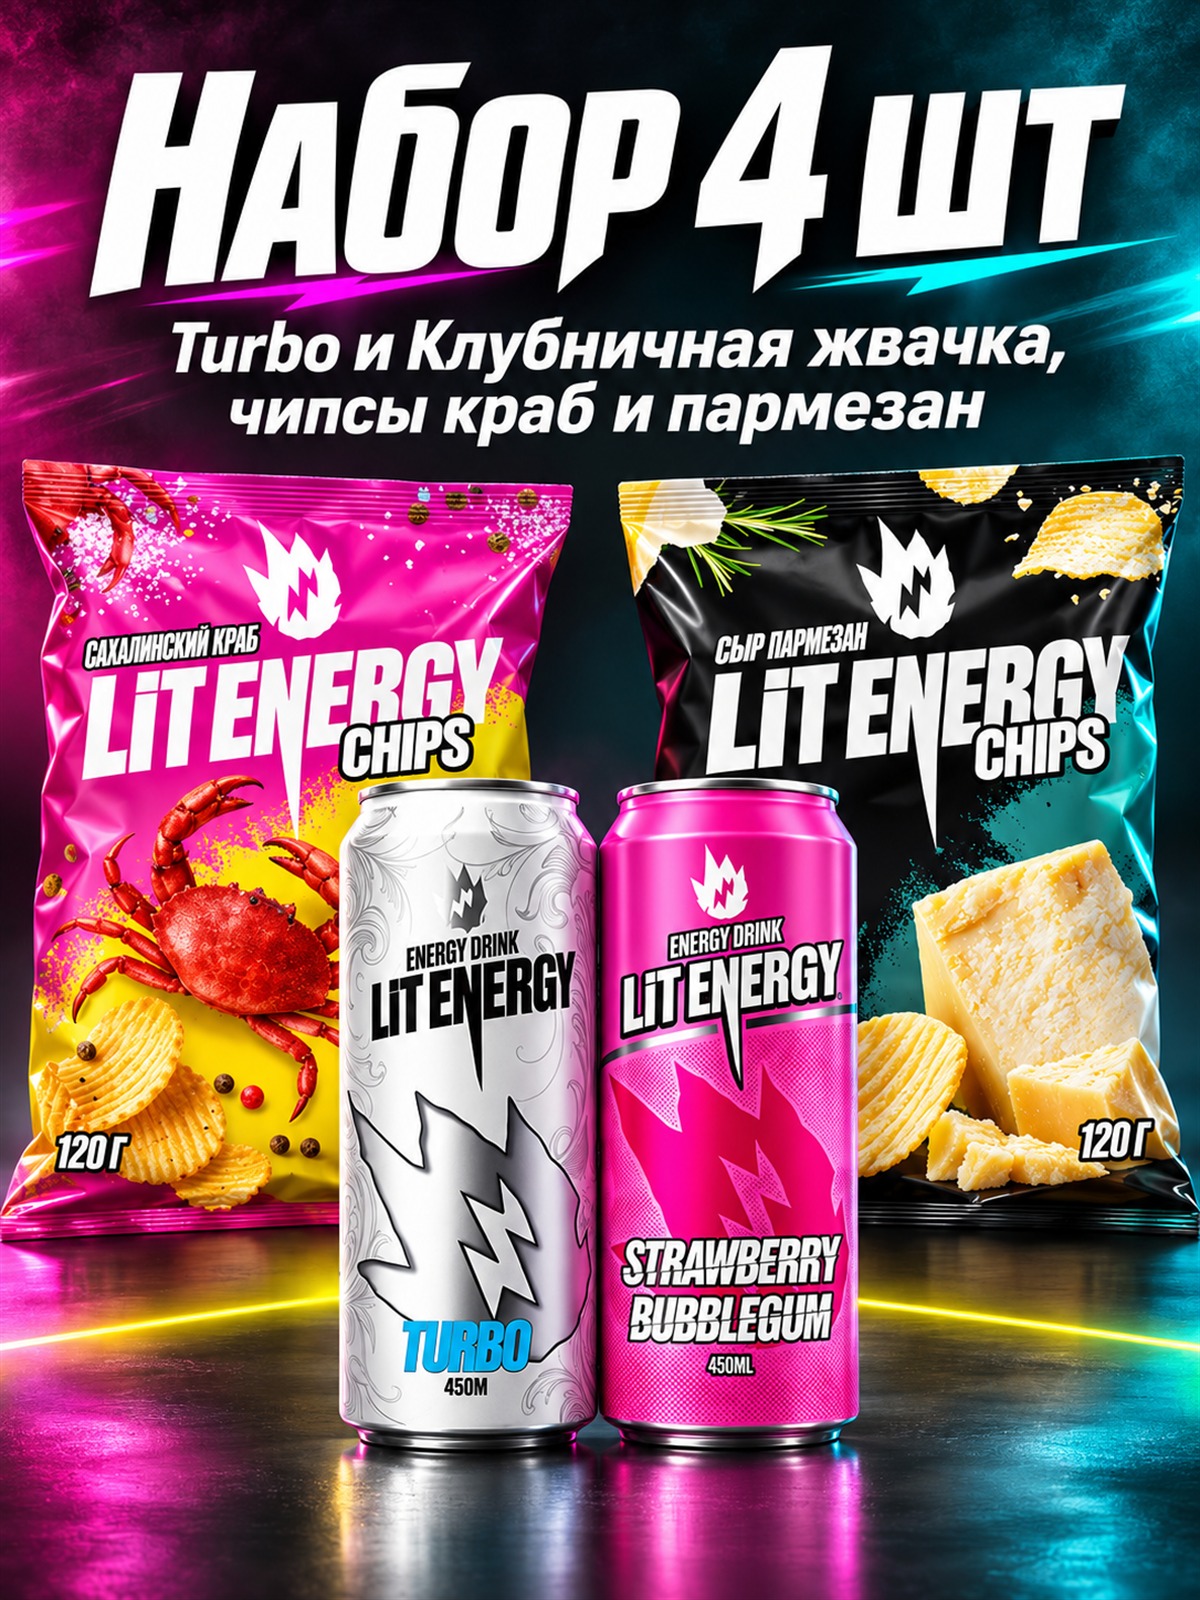 Набор 4 шт
Turbo и Клубничная жвачка,
чипсы краб и пармезан
САХАЛИНСКИЙ КРАБ
LiT ENERGY
CHIPS
120 Г
СЫР ПАРМЕЗАН
LiT ENERGY
CHIPS
120 Г
ENERGY DRINK
LiT ENERGY
TURBO
450M
ENERGY DRINK
LiT ENERGY
STRAWBERRY
BUBBLEGUM
450ML